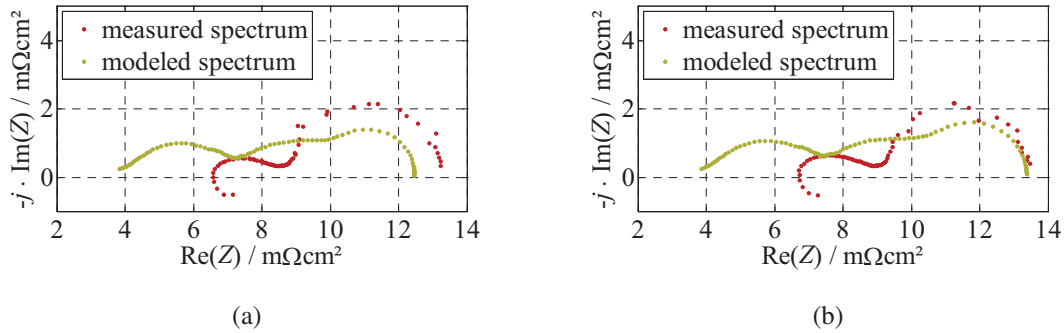 4
2
0
-j · Im(Z) / mΩcm²
measured spectrum
modeled spectrum
2 4 6 8 10 12 14
Re(Z) / mΩcm²
(a)
4
2
0
-j · Im(Z) / mΩcm²
measured spectrum
modeled spectrum
2 4 6 8 10 12 14
Re(Z) / mΩcm²
(b)